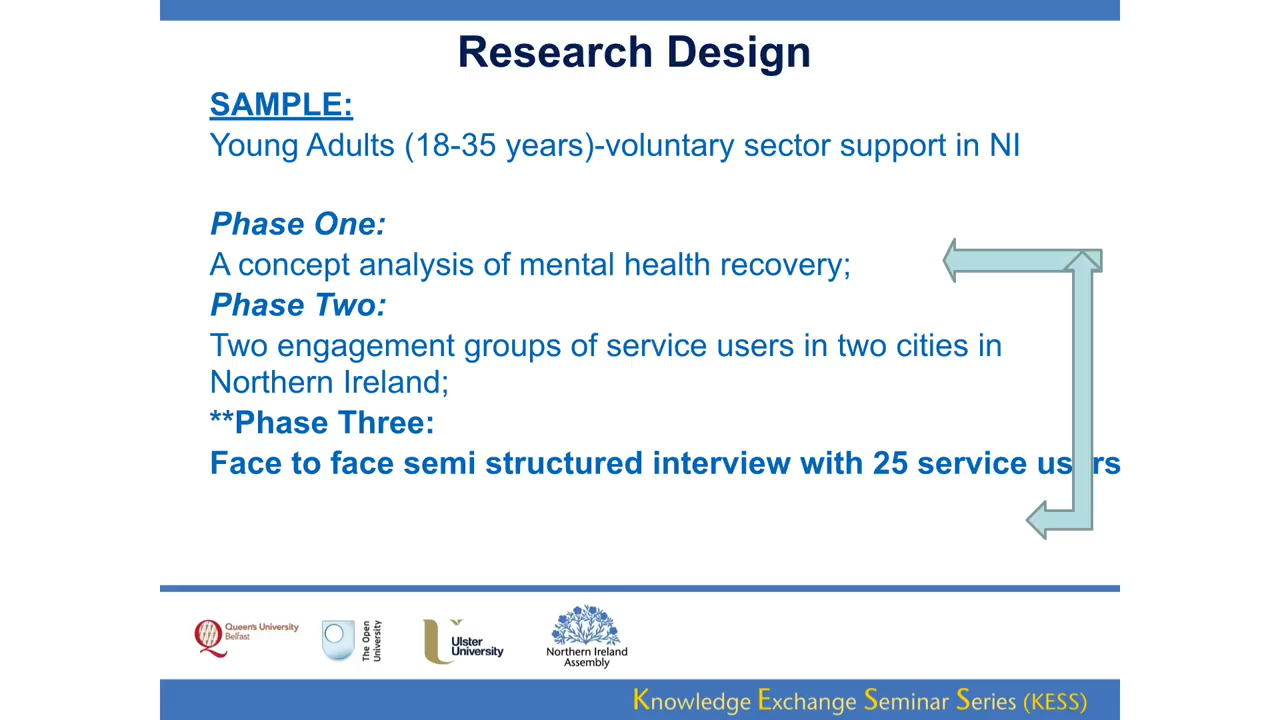 Research Design
SAMPLE:
Young Adults (18-35 years)-voluntary sector support in NI
Phase One:
A concept analysis of mental health recovery;
Phase Two:
Two engagement groups of service users in two cities in
Northern Ireland;
**Phase Three:
Face to face semi structured interview with 25 service users
Queen's University
Belfast
The Open
University
Ulster
University
Northern Ireland
Assembly
Knowledge Exchange Seminar Series (KESS)